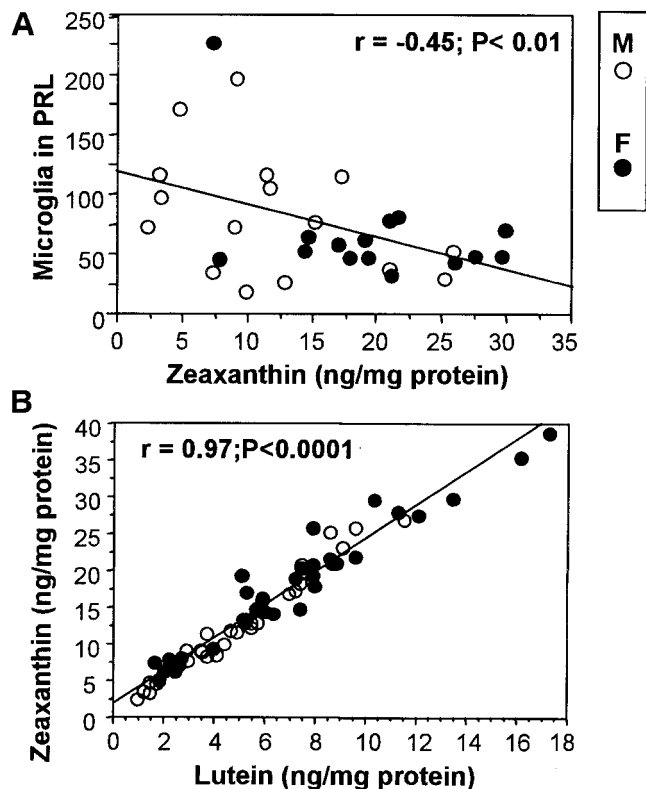 A
r = -0.45; P< 0.01
M
F
Microglia in PRL
250
200
150
100
50
0
0 5 10 15 20 25 30 35
Zeaxanthin (ng/mg protein)
B
r = 0.97;P<0.0001
Zeaxanthin (ng/mg protein)
40
35
30
25
20
15
10
5
0
0 2 4 6 8 10 12 14 16 18
Lutein (ng/mg protein)